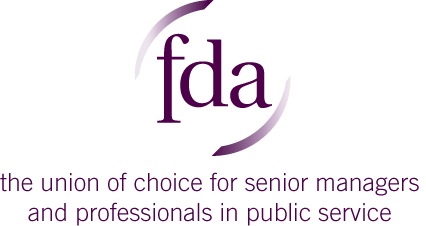 fda
the union of choice for senior managers
and professionals in public service